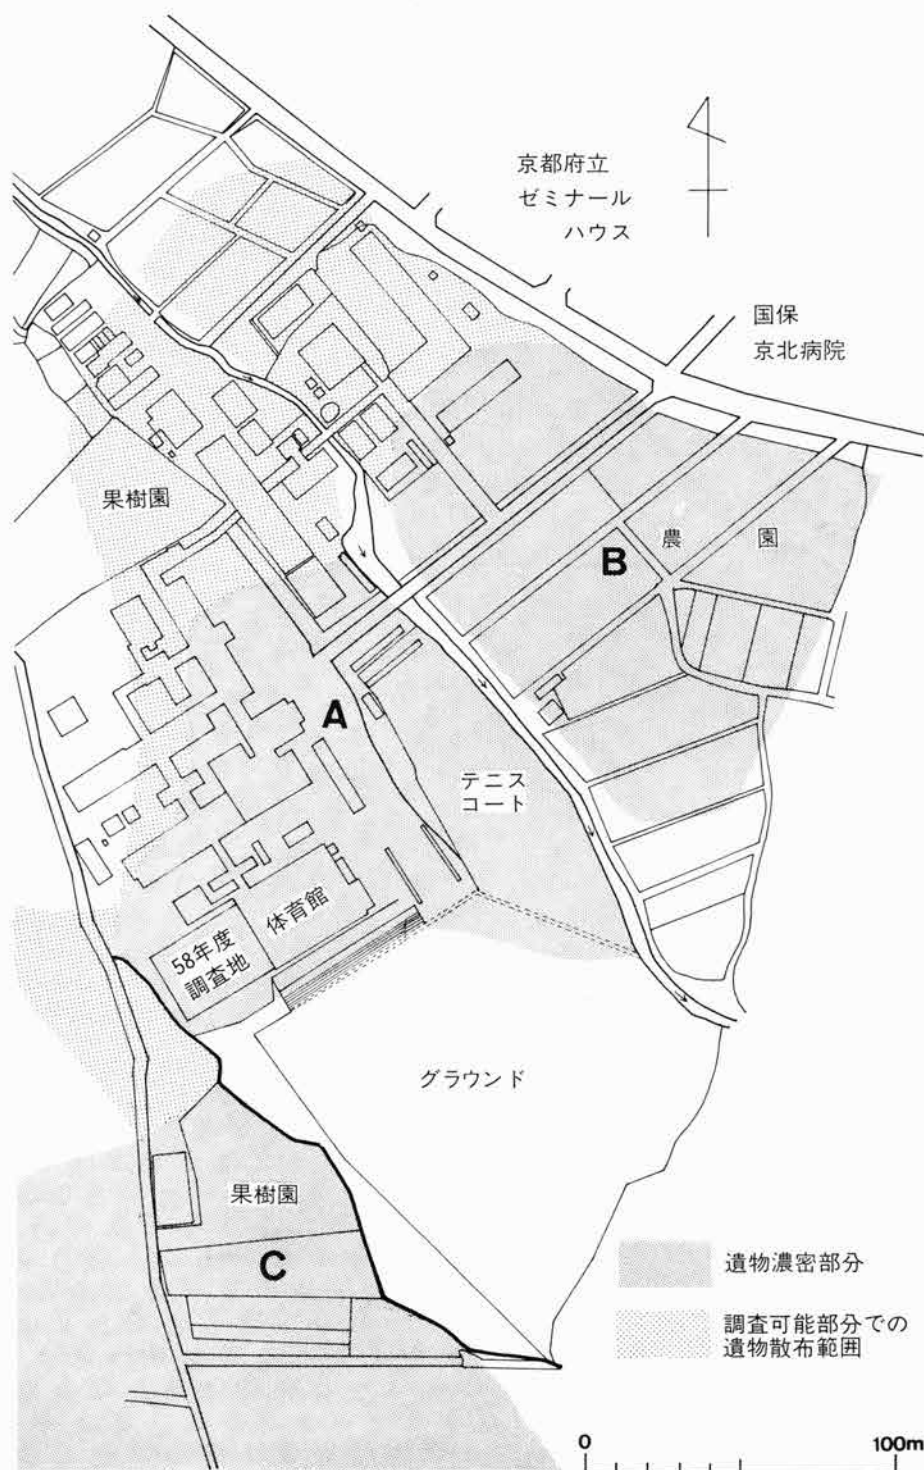 京都府立
ゼミナール
ハウス
国保
京北病院
果樹園
農園
B
A
テニス
コート
体育館
58年度
調査地
グラウンド
果樹園
C
遺物濃密部分
調査可能部分での
遺物散布範囲
0
100m